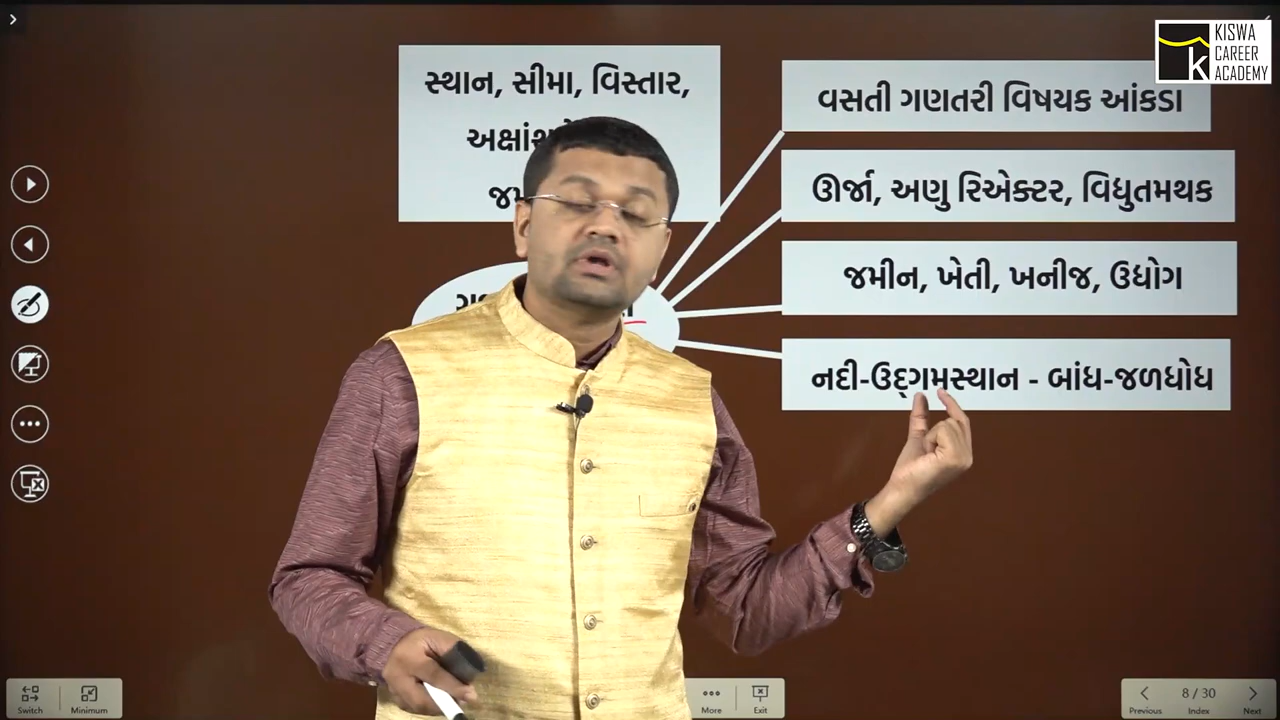 KISWA
CAREER
ACADEMY
સ્થાન, સીમા, વિસ્તાર,
વસતી ગણતરી વિષયક આંકડા
ઊર્જા, અણુ રિએક્ટર, વિદ્યુતમથક
જમીન, ખેતી, ખનીજ, ઉદ્યોગ
નદી-ઉદ્‌ગમસ્થાન - બાંધ-જળધોધ
Switch
Minimum
More
Exit
8 / 30
Previous
Index
Next